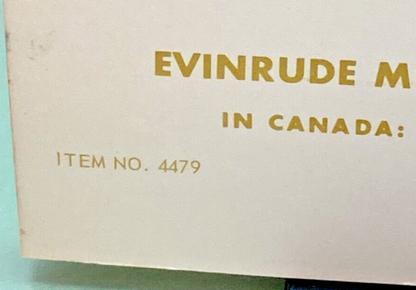 EVINRUDE M
IN CANADA:
ITEM NO. 4479